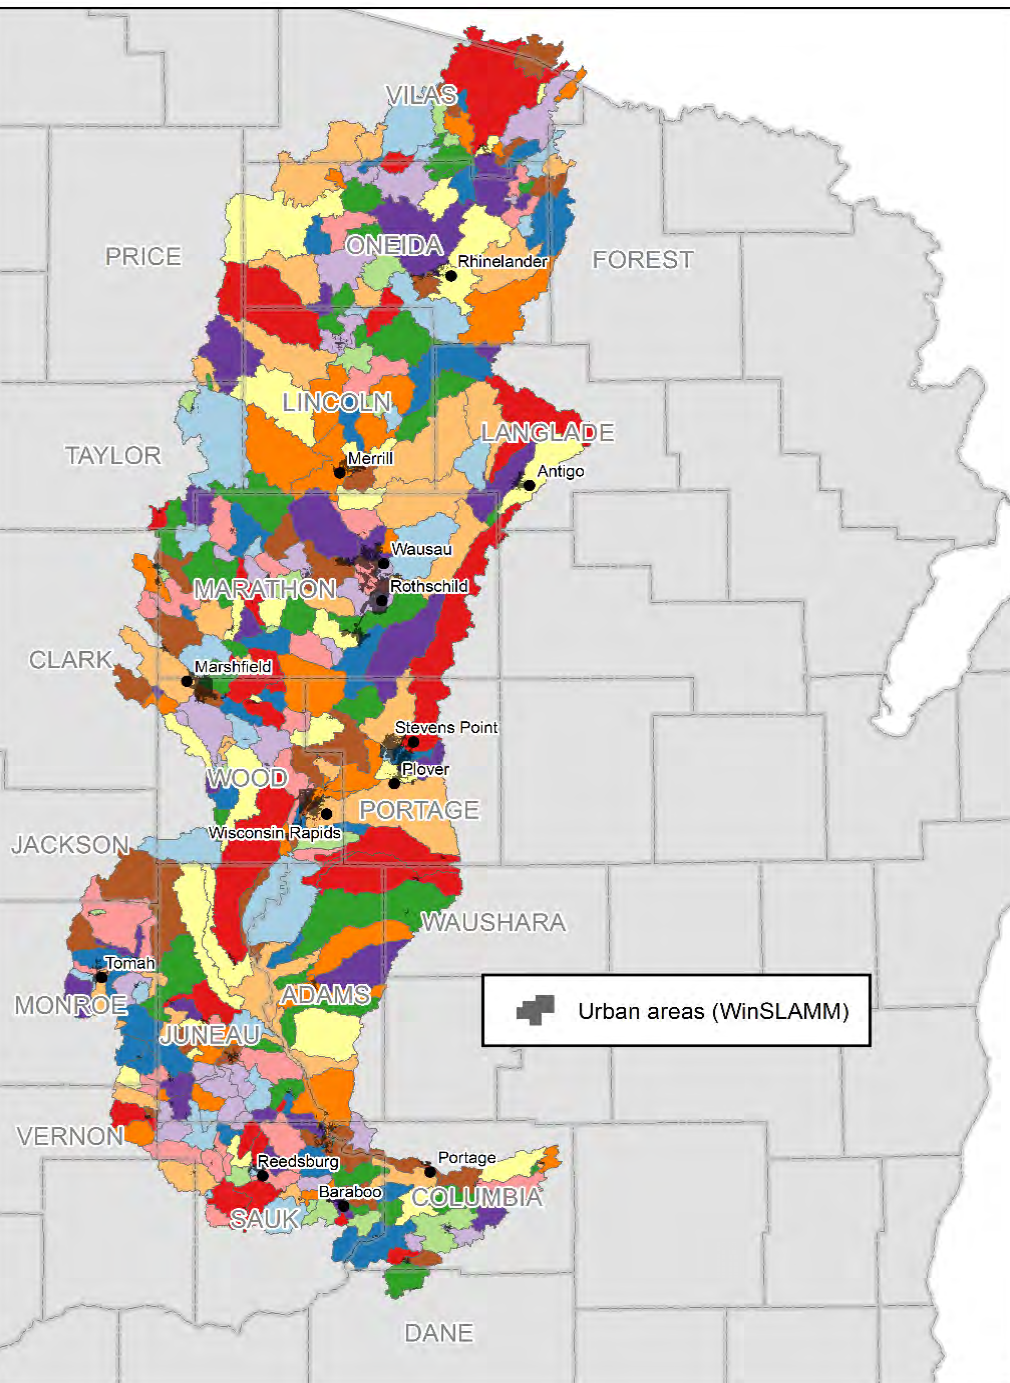 VILAS
ONEIDA
PRICE
FOREST
Rhinelander
LINCOLN
LANGLADE
TAYLOR
Merrill
Antigo
Wausau
MARATHON
Rothschild
CLARK
Marshfield
Stevens Point
Plover
WOOD
PORTAGE
Wisconsin Rapids
JACKSON
WAUSHARA
Tomah
ADAMS
MONROE
Urban areas (WinSLAMM)
JUNEAU
VERNON
Reedsburg
Portage
Baraboo
COLUMBIA
SAUK
DANE